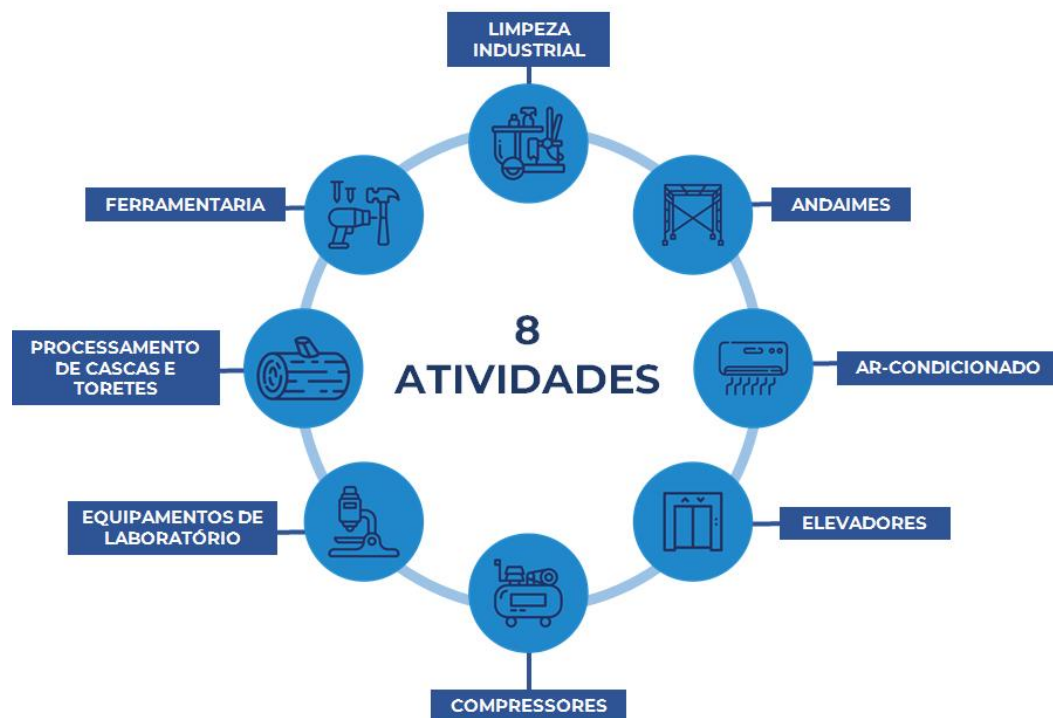 LIMPEZA
INDUSTRIAL
FERRAMENTARIA
ANDAIMES
8
ATIVIDADES
PROCESSAMENTO
DE CASCAS E
TORETES
AR-CONDICIONADO
EQUIPAMENTOS DE
LABORATÓRIO
ELEVADORES
COMPRESSORES